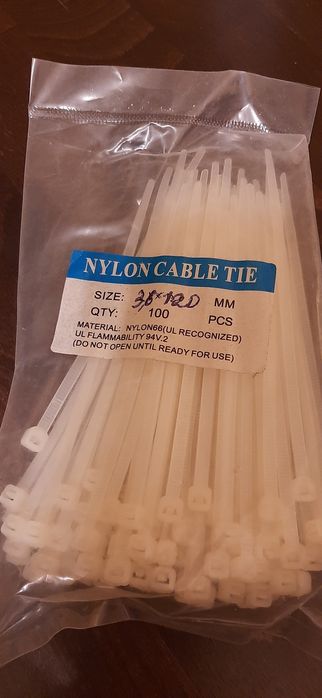 NYLON CABLE TIE
SIZE: 3,6×120 MM
QTY: 100 PCS
MATERIAL: NYLON66(UL RECOGNIZED)
UL FLAMMABILITY 94V.2
(DO NOT OPEN UNTIL READY FOR USE)